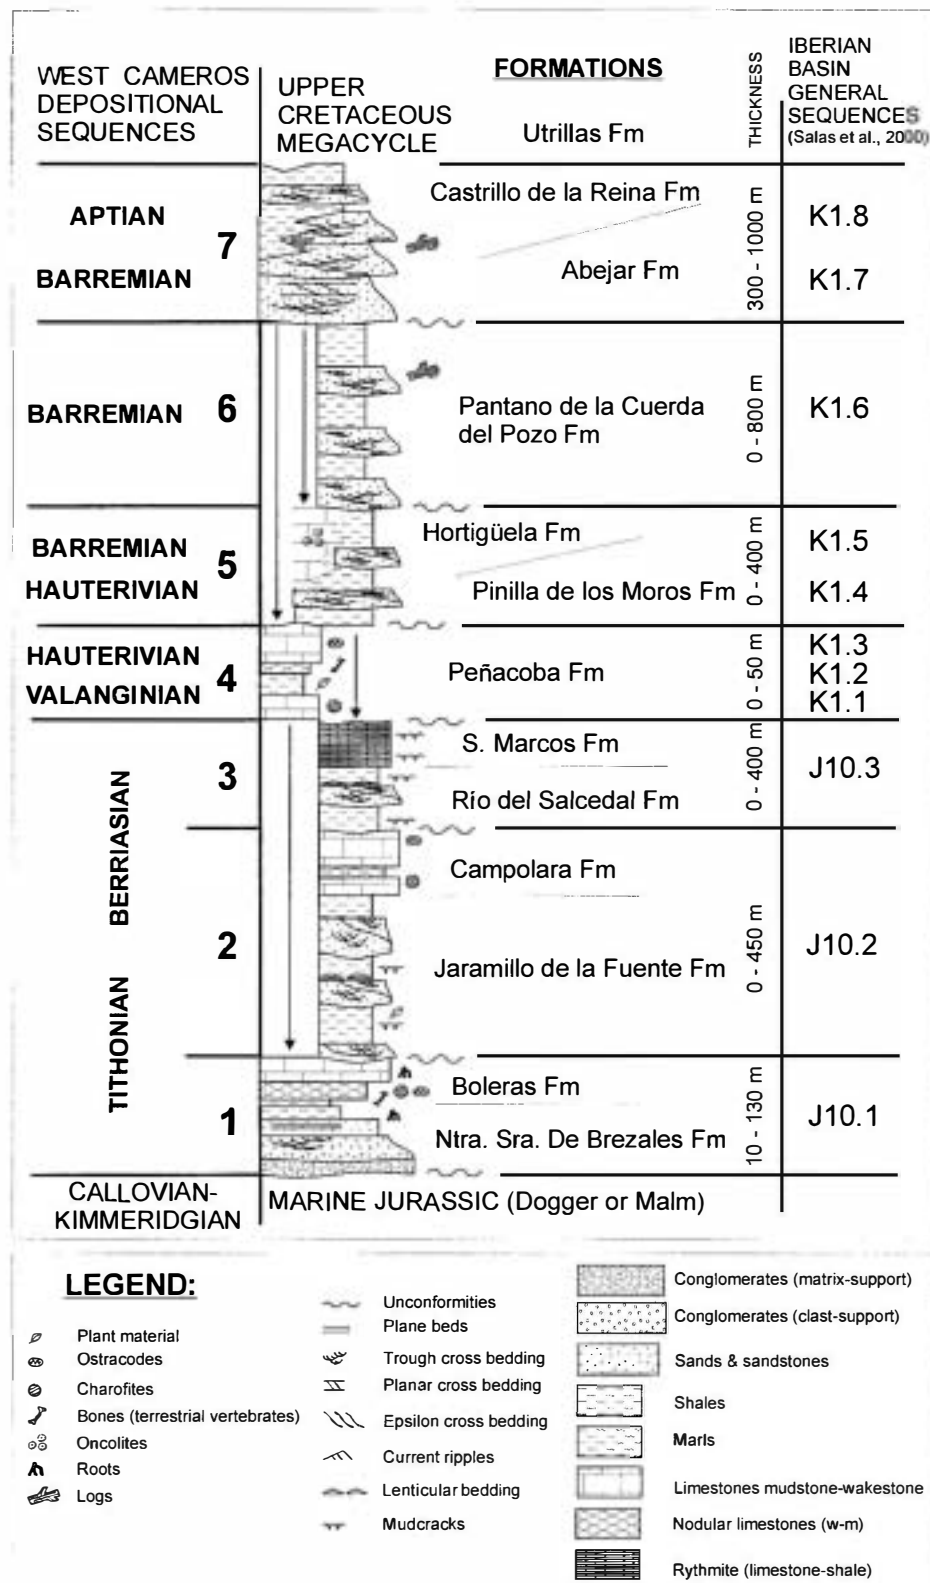 WEST CAMEROS
DEPOSITIONAL
SEQUENCES
UPPER
CRETACEOUS
MEGACYCLE
FORMATIONS
Utrillas Fm
THICKNESS
IBERIAN
BASIN
GENERAL
SEQUENCES
(Salas et al., 2000)
APTIAN
BARREMIAN
7
Castrillo de la Reina Fm
Abejar Fm
300 - 1000 m
K1.8
K1.7
BARREMIAN
6
Pantano de la Cuerda
del Pozo Fm
0 - 800 m
K1.6
BARREMIAN
HAUTERIVIAN
5
Hortigüela Fm
Pinilla de los Moros Fm
0 - 400 m
K1.5
K1.4
HAUTERIVIAN
VALANGINIAN
4
Peñacoba Fm
0 - 50 m
K1.3
K1.2
K1.1
TITHONIAN BERRIASIAN
3
S. Marcos Fm
Río del Salcedal Fm
0 - 400 m
J10.3
2
Campolara Fm
Jaramillo de la Fuente Fm
0 - 450 m
J10.2
1
Boleras Fm
Ntra. Sra. De Brezales Fm
10 - 130 m
J10.1
CALLOVIAN-
KIMMERIDGIAN
MARINE JURASSIC (Dogger or Malm)
LEGEND:
Plant material
Ostracodes
Charofites
Bones (terrestrial vertebrates)
Oncolites
Roots
Logs
Unconformities
Plane beds
Trough cross bedding
Planar cross bedding
Epsilon cross bedding
Current ripples
Lenticular bedding
Mudcracks
Conglomerates (matrix-support)
Conglomerates (clast-support)
Sands & sandstones
Shales
Marls
Limestones mudstone-wakestone
Nodular limestones (w-m)
Rythmite (limestone-shale)